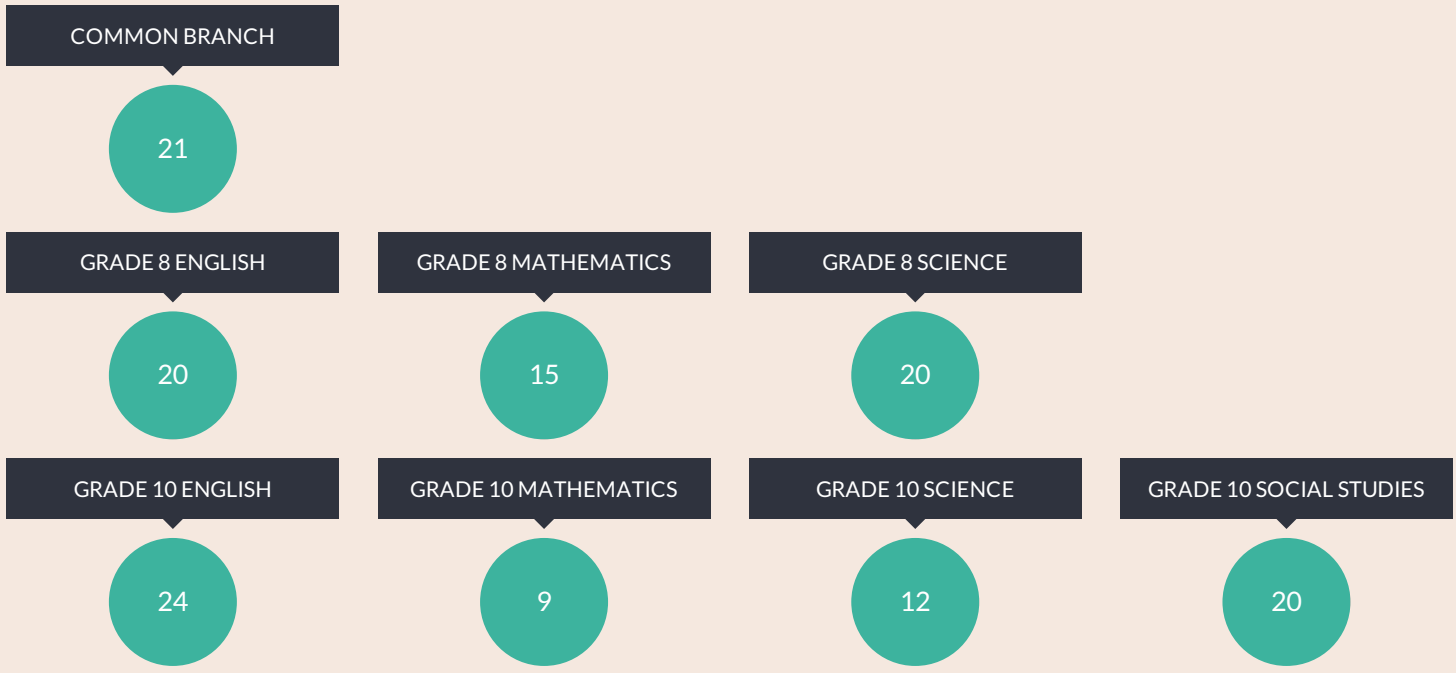 COMMON BRANCH
21
GRADE 8 ENGLISH
20
GRADE 8 MATHEMATICS
15
GRADE 8 SCIENCE
20
GRADE 10 ENGLISH
24
GRADE 10 MATHEMATICS
9
GRADE 10 SCIENCE
12
GRADE 10 SOCIAL STUDIES
20